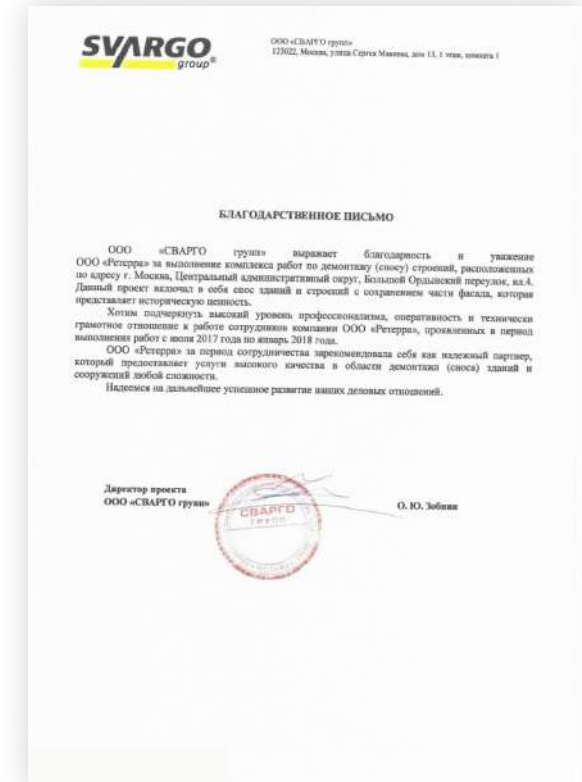 SVARGO
group®
ООО «СВАРГО групп»
123022, Москва, улица Сергея Макеева, дом 13, 1 этаж, комната 1
БЛАГОДАРСТВЕННОЕ ПИСЬМО
ООО «СВАРГО групп» выражает благодарность и уважение
ООО «Ретерра» за выполнение комплекса работ по демонтажу (сносу) строений, расположенных
по адресу г. Москва, Центральный административный округ, Большой Ордынский переулок, вл.4.
Данный проект включал в себя снос зданий и строений с сохранением части фасада, которая
представляет историческую ценность.
Хотим подчеркнуть высокий уровень профессионализма, оперативность и технически
грамотное отношение к работе сотрудников компании ООО «Ретерра», проявленных в период
выполнения работ с июля 2017 года по январь 2018 года.
ООО «Ретерра» за период сотрудничества зарекомендовала себя как надежный партнер,
который предоставляет услуги высокого качества в области демонтажа (сноса) зданий и
сооружений любой сложности.
Надеемся на дальнейшее успешное развитие наших деловых отношений.
Директор проекта
ООО «СВАРГО групп»
О. Ю. Зобнин
СВАРГО
ГРУПП